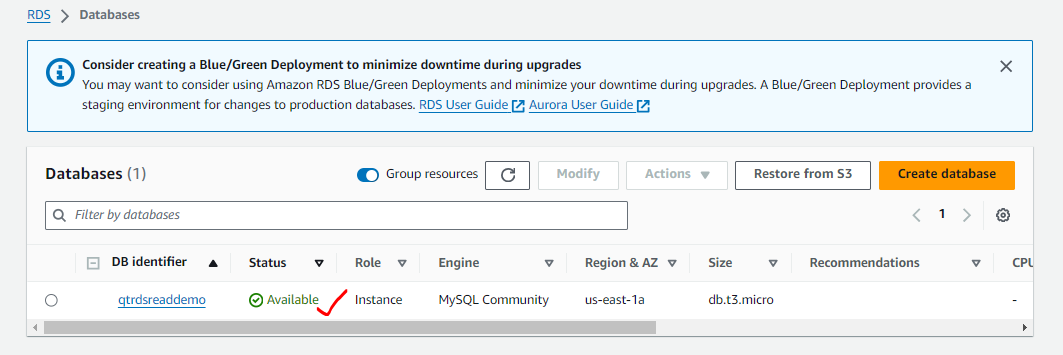 RDS > Databases
Consider creating a Blue/Green Deployment to minimize downtime during upgrades
You may want to consider using Amazon RDS Blue/Green Deployments and minimize your downtime during upgrades. A Blue/Green Deployment provides a
staging environment for changes to production databases. RDS User Guide Aurora User Guide
Databases (1) Group resources Modify Actions Restore from S3 Create database
Filter by databases 1
DB identifier Status Role Engine Region & AZ Size Recommendations CPU
qtrdsreaddemo Available Instance MySQL Community us-east-1a db.t3.micro -